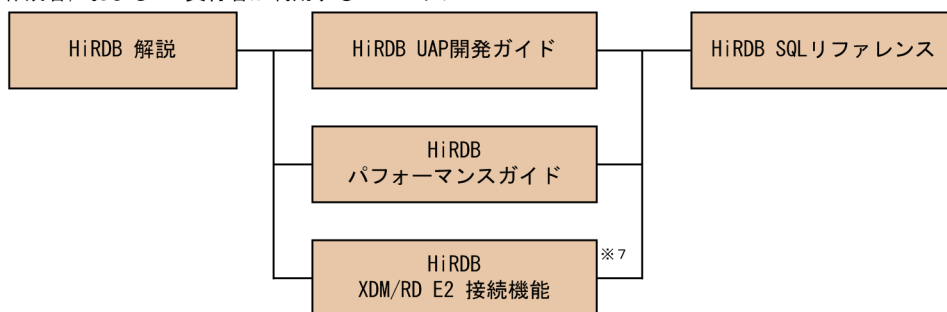 HiRDB 解説
HiRDB UAP開発ガイド
HiRDB SQLリファレンス
HiRDB
パフォーマンスガイド
HiRDB
XDM/RD E2 接続機能
※7